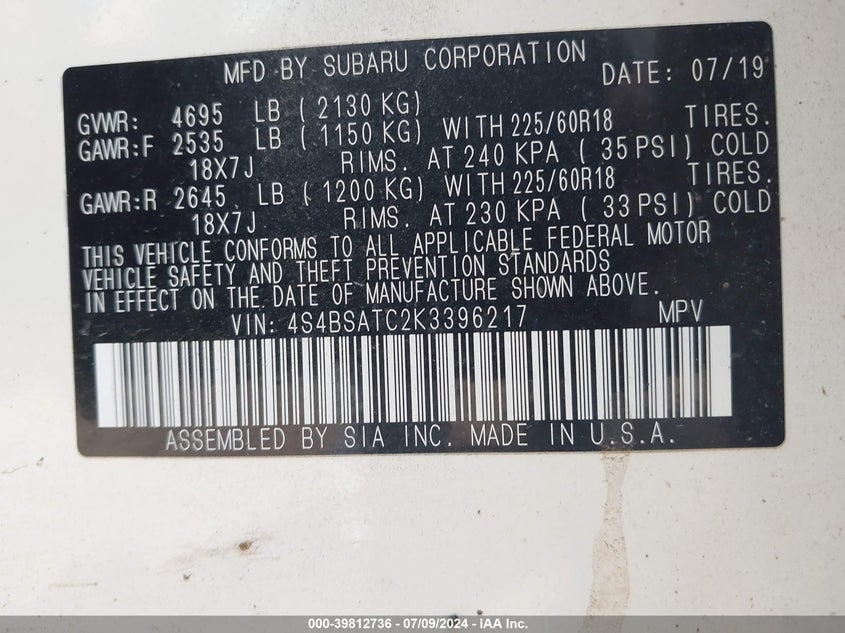 MFD BY SUBARU CORPORATION DATE: 07/19
GVWR: 4695 LB ( 2130 KG)
GAWR:F 2535 LB ( 1150 KG) WITH 225/60R18 TIRES.
18X7J RIMS. AT 240 KPA ( 35 PSI) COLD
GAWR:R 2645 LB ( 1200 KG) WITH 225/60R18 TIRES.
18X7J RIMS. AT 230 KPA ( 33 PSI) COLD
THIS VEHICLE CONFORMS TO ALL APPLICABLE FEDERAL MOTOR
VEHICLE SAFETY AND THEFT PREVENTION STANDARDS
IN EFFECT ON THE DATE OF MANUFACTURE SHOWN ABOVE.
VIN: 4S4BSATC2K3396217 MPV
ASSEMBLED BY SIA INC. MADE IN U.S.A.
000-39812736 - 07/09/2024 - IAA Inc.